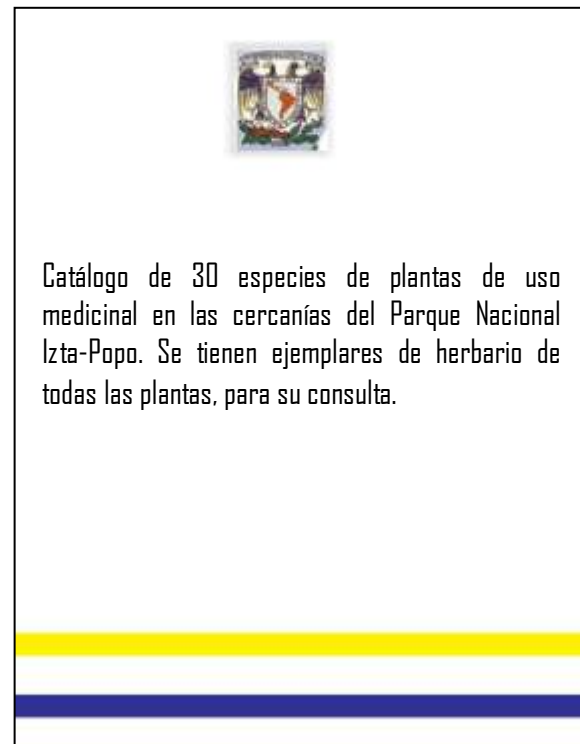 Catálogo de 30 especies de plantas de uso
medicinal en las cercanías del Parque Nacional
Izta-Popo. Se tienen ejemplares de herbario de
todas las plantas, para su consulta.